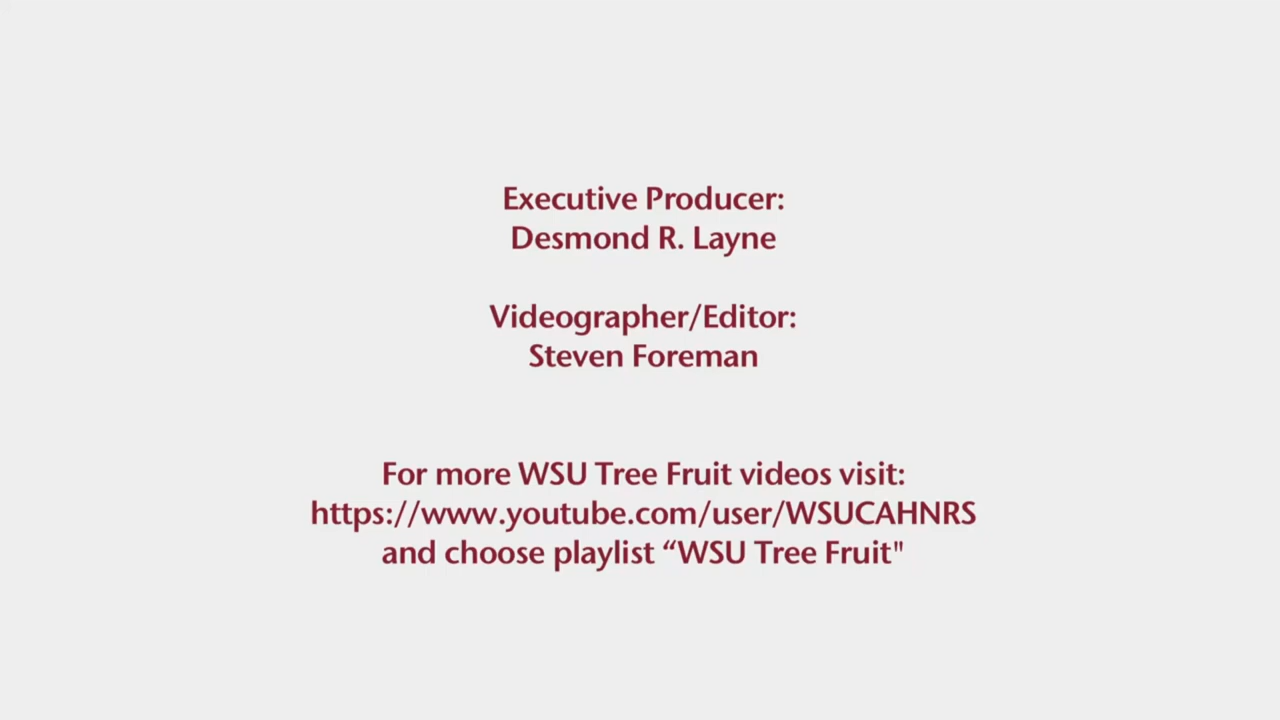 Executive Producer:
Desmond R. Layne
Videographer/Editor:
Steven Foreman
For more WSU Tree Fruit videos visit:
https://www.youtube.com/user/WSUCAHNRS
and choose playlist “WSU Tree Fruit"